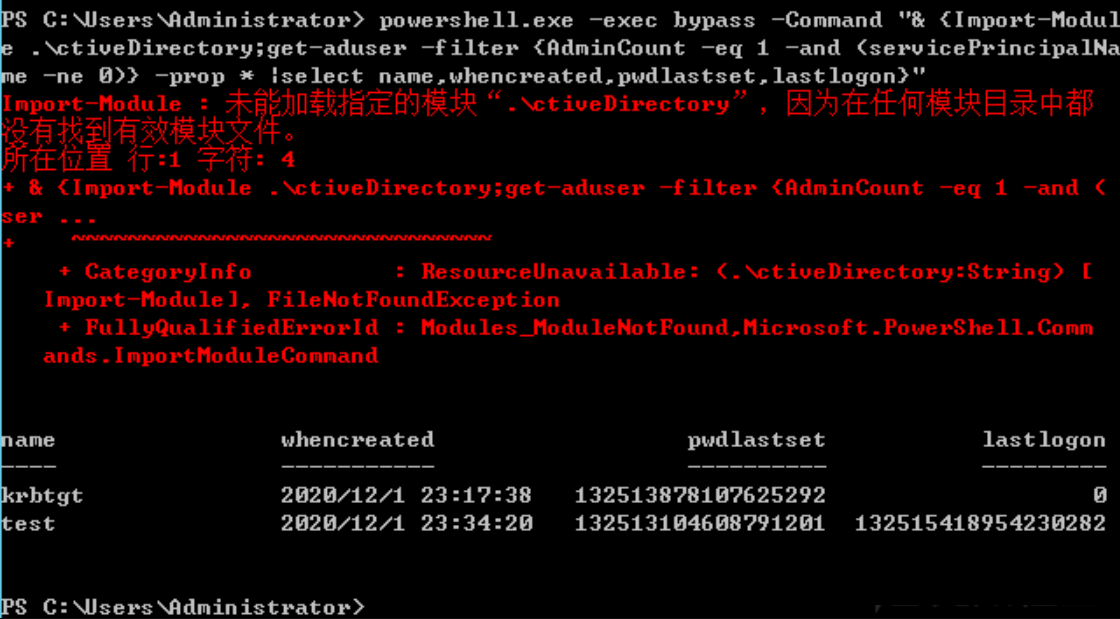 PS C:\Users\Administrator> powershell.exe -exec bypass -Command "& {Import-Modul
e .\ctiveDirectory;get-aduser -filter {AdminCount -eq 1 -and (servicePrincipalNa
me -ne 0)} -prop * |select name,whencreated,pwdlastset,lastlogon}"
Import-Module : 未能加载指定的模块“.\ctiveDirectory”，因为在任何模块目录中都
没有找到有效模块文件。
所在位置 行:1 字符: 4
+ & {Import-Module .\ctiveDirectory;get-aduser -filter {AdminCount -eq 1 -and (
ser ...
+    ~~~~~~~~~~~~~~~~~~~~~~~~~~~~~~
    + CategoryInfo          : ResourceUnavailable: (.\ctiveDirectory:String) [
   Import-Module], FileNotFoundException
    + FullyQualifiedErrorId : Modules_ModuleNotFound,Microsoft.PowerShell.Comm
   ands.ImportModuleCommand
name                whencreated                  pwdlastset           lastlogon
----                -----------                  ----------           ---------
krbtgt              2020/12/1 23:17:38   132513878107625292                   0
test                2020/12/1 23:34:20   132513104608791201  132515418954230282
PS C:\Users\Administrator>